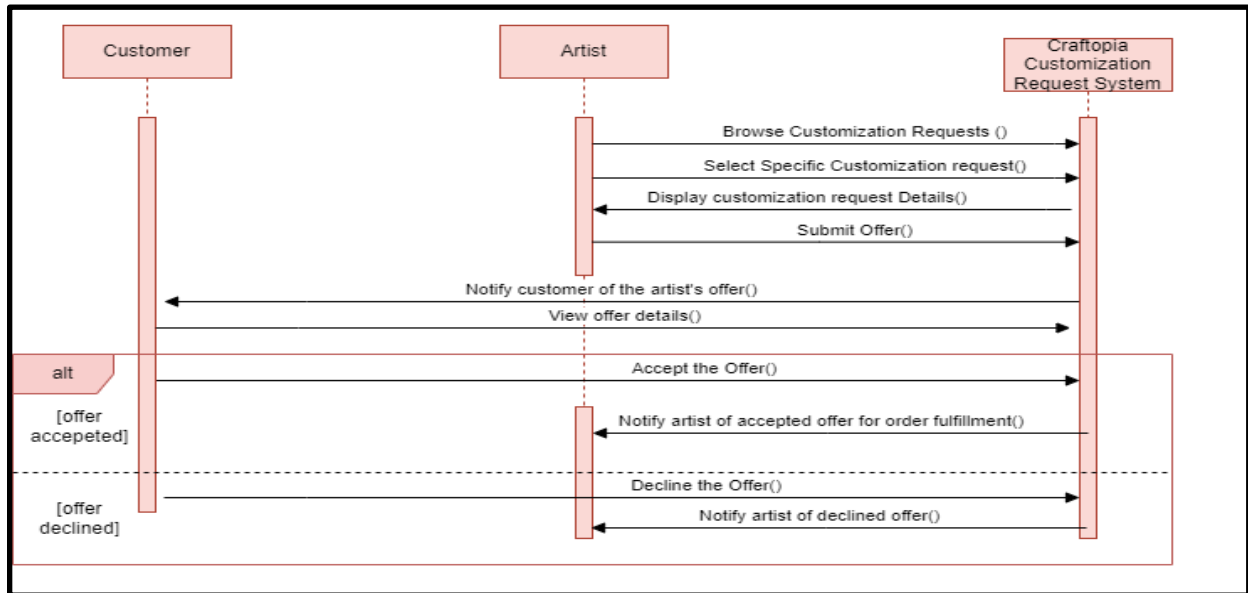 Customer
Artist
Craftopia
Customization
Request System
Browse Customization Requests ()
Select Specific Customization request()
Display customization request Details()
Submit Offer()
Notify customer of the artist's offer()
View offer details()
alt
Accept the Offer()
[offer
accepeted]
Notify artist of accepted offer for order fulfillment()
Decline the Offer()
[offer
declined]
Notify artist of declined offer()